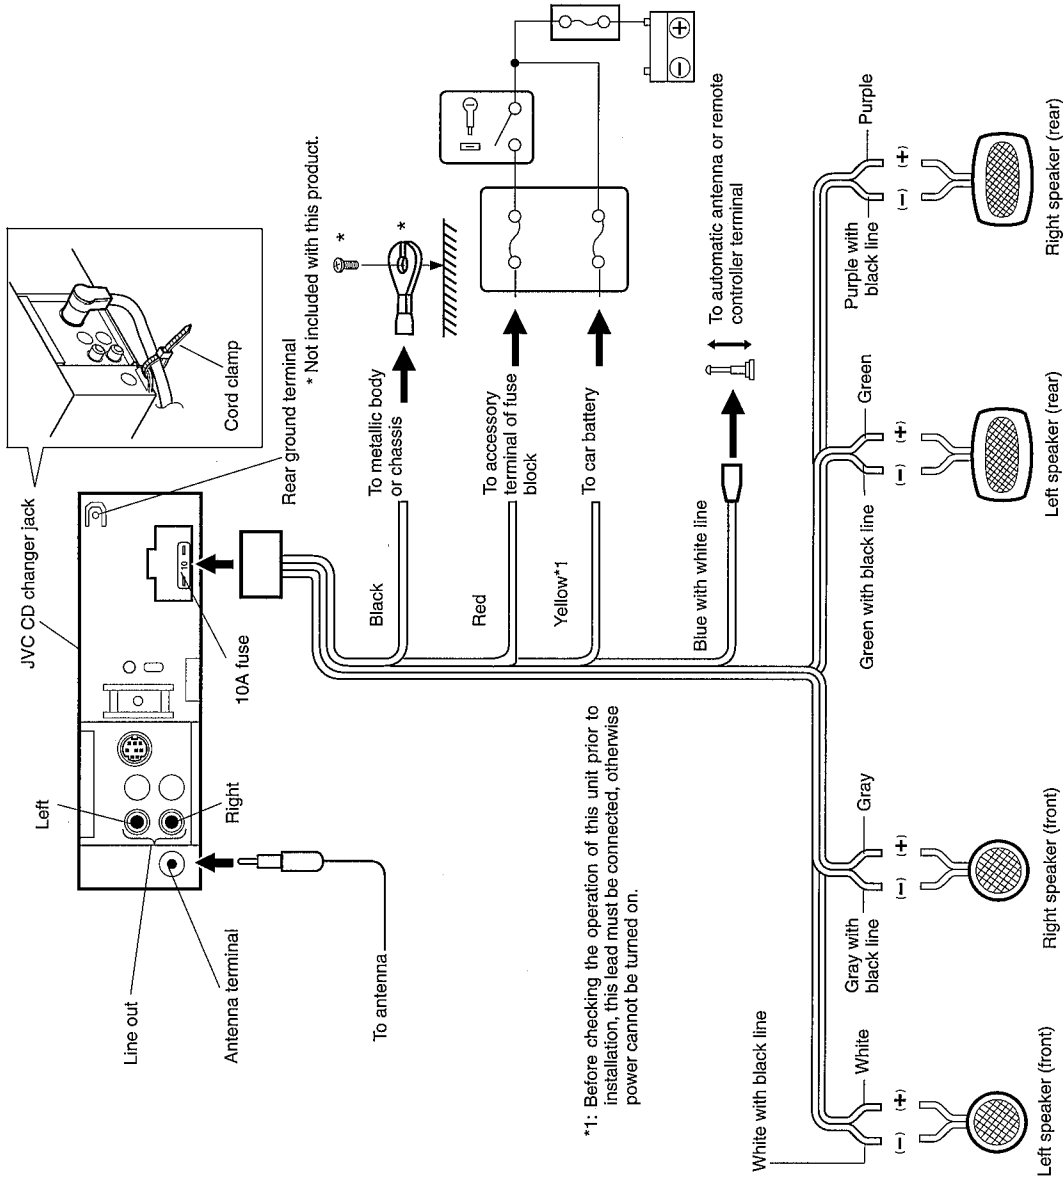 JVC CD changer jack
Cord clamp
Rear ground terminal
* Not included with this product.
*
*
Left
Right
Line out
Antenna terminal
To antenna
10A fuse
10
Black
To metallic body
or chassis
Red
To accessory
terminal of fuse
block
Yellow*1
To car battery
Blue with white line
To automatic antenna or remote
controller terminal
*1: Before checking the operation of this unit prior to
installation, this lead must be connected, otherwise
power cannot be turned on.
White with black line
White
(−)
(+)
Left speaker (front)
Gray with
black line
Gray
(−)
(+)
Right speaker (front)
Green with black line
Green
(−)
(+)
Left speaker (rear)
Purple with
black line
Purple
(−)
(+)
Right speaker (rear)